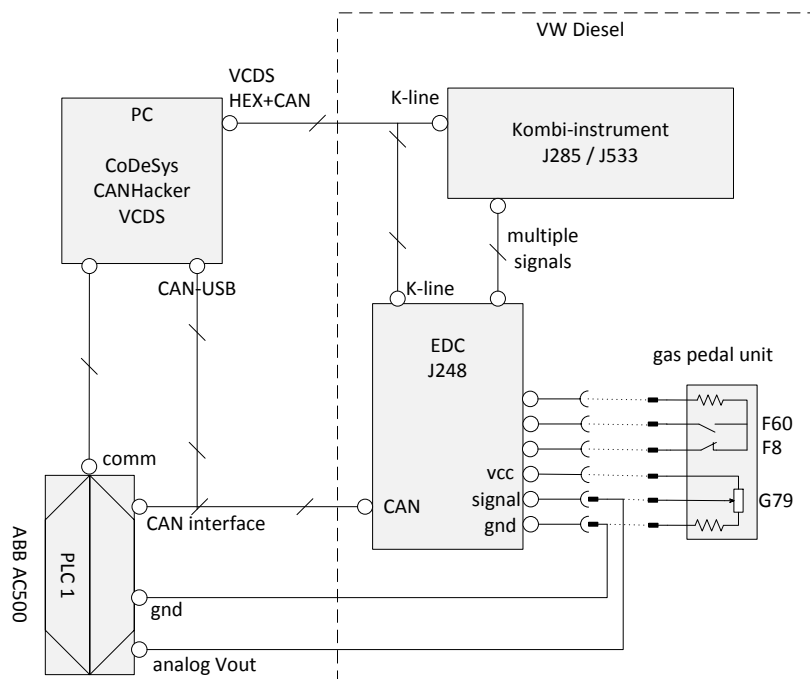 VW Diesel
VCDS
HEX+CAN
K-line
PC
CoDeSys
CANHacker
VCDS
Kombi-instrument
J285 / J533
multiple
signals
CAN-USB
K-line
EDC
J248
gas pedal unit
F60
F8
vcc
signal
gnd
G79
comm
CAN interface
CAN
ABB AC500
PLC 1
gnd
analog Vout